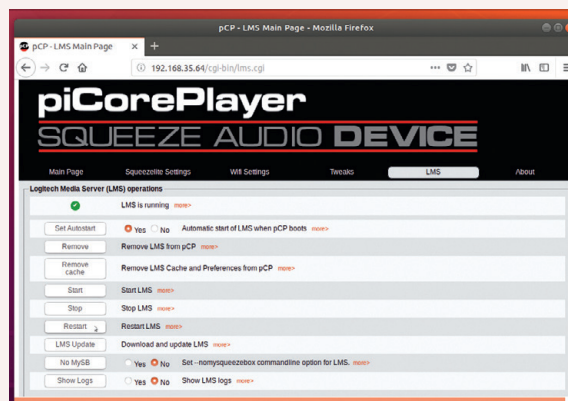 pCP - LMS Main Page - Mozilla Firefox
pCP - LMS Main Page
192.168.35.64/cgi-bin/lms.cgi
piCorePlayer
SQUEEZE AUDIO DEVICE
Main Page Squeezelite Settings Wifi Settings Tweaks LMS About
Logitech Media Server (LMS) operations
LMS is running more>
Set Autostart Yes No Automatic start of LMS when pCP boots more>
Remove Remove LMS from pCP more>
Remove cache Remove LMS Cache and Preferences from pCP more>
Start Start LMS more>
Stop Stop LMS more>
Restart Restart LMS more>
LMS Update Download and update LMS more>
No MySB Yes No Set --nomysqueezebox commandline option for LMS. more>
Show Logs Yes No Show LMS logs more>